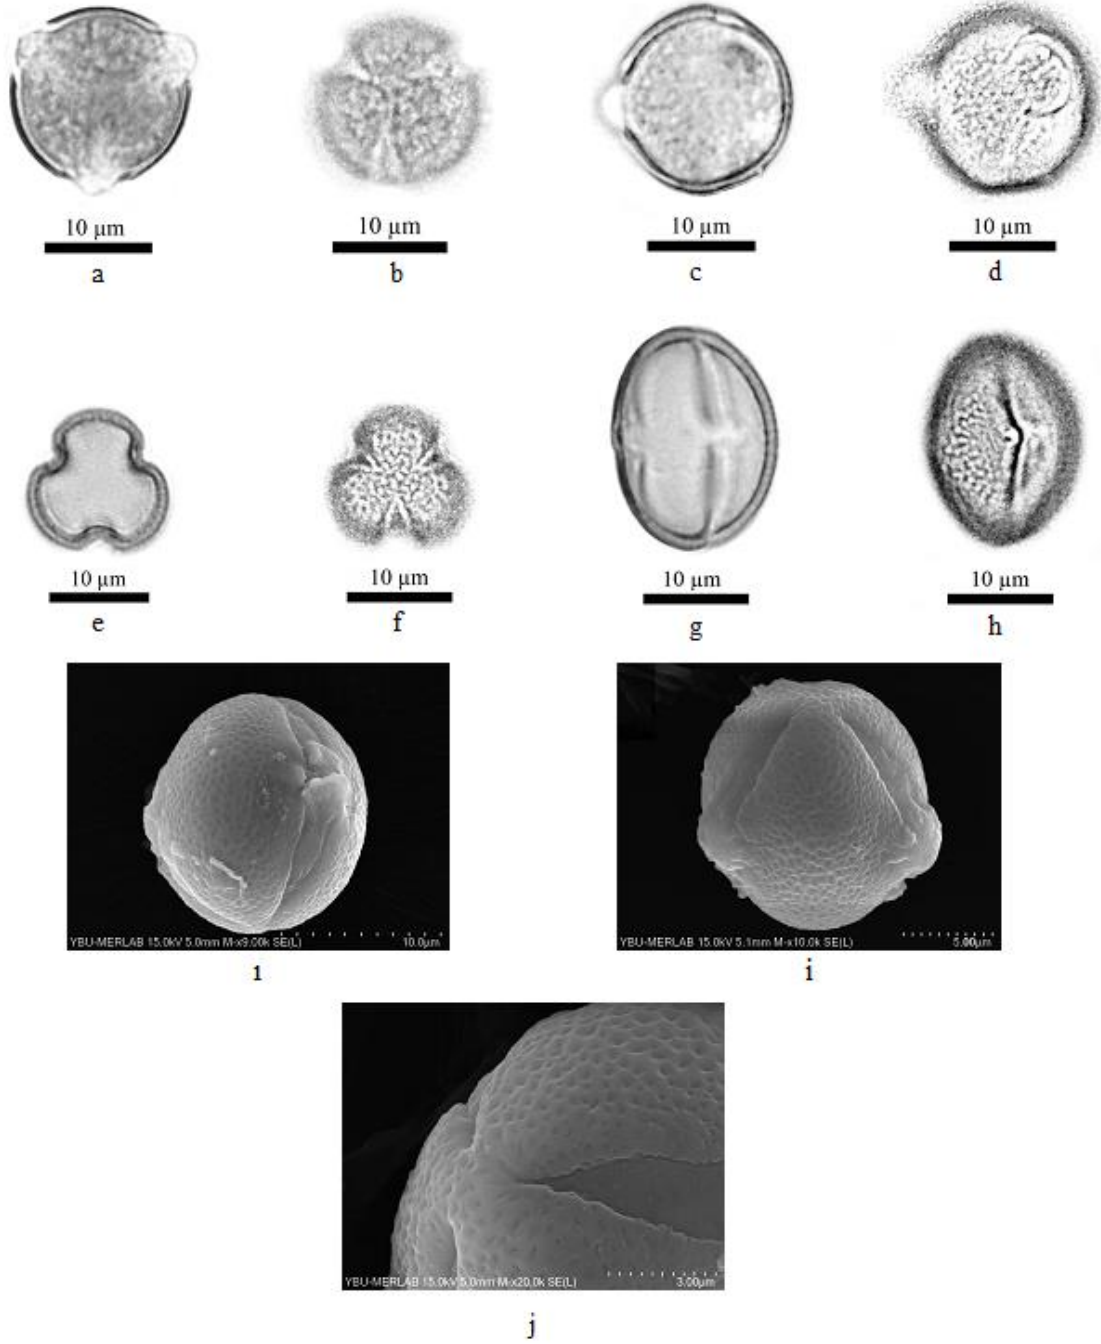 10 µm 10 µm 10 µm 10 µm
a b c d
10 µm 10 µm 10 µm 10 µm
e f g h
YBU-MERLAB 15.0kV 5.0mm M-x9.00k SE(L) 10.0µm
YBU-MERLAB 15.0kV 5.1mm M-x10.0k SE(L) 5.00µm
ı i
YBU-MERLAB 15.0kV 5.0mm M-x20.0k SE(L) 3.00µm
j